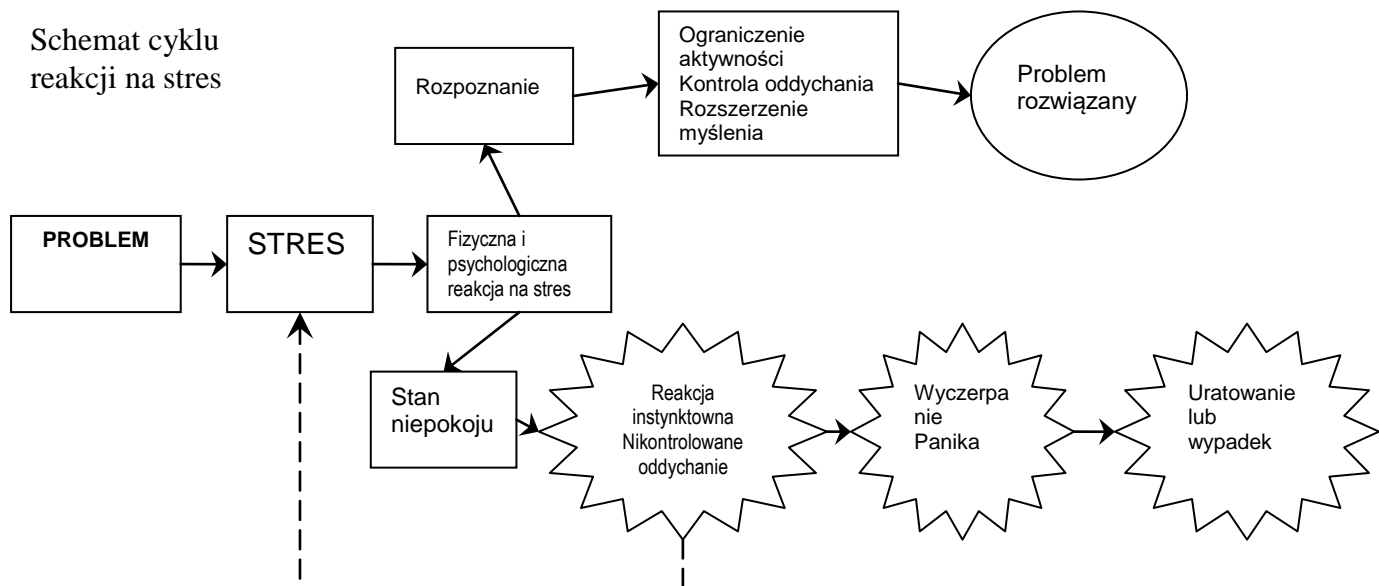 Schemat cyklu
reakcji na stres
Rozpoznanie
Ograniczenie
aktywności
Kontrola oddychania
Rozszerzenie
myślenia
Problem
rozwiązany
PROBLEM
STRES
Fizyczna i
psychologiczna
reakcja na stres
Stan
niepokoju
Reakcja
instynktowna
Nikontrolowane
oddychanie
Wyczerpa
nie
Panika
Uratowanie
lub
wypadek